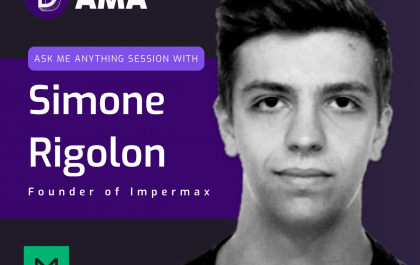 AMA
ASK ME ANYTHING SESSION WITH
Simone
Rigolon
Founder of Impermax